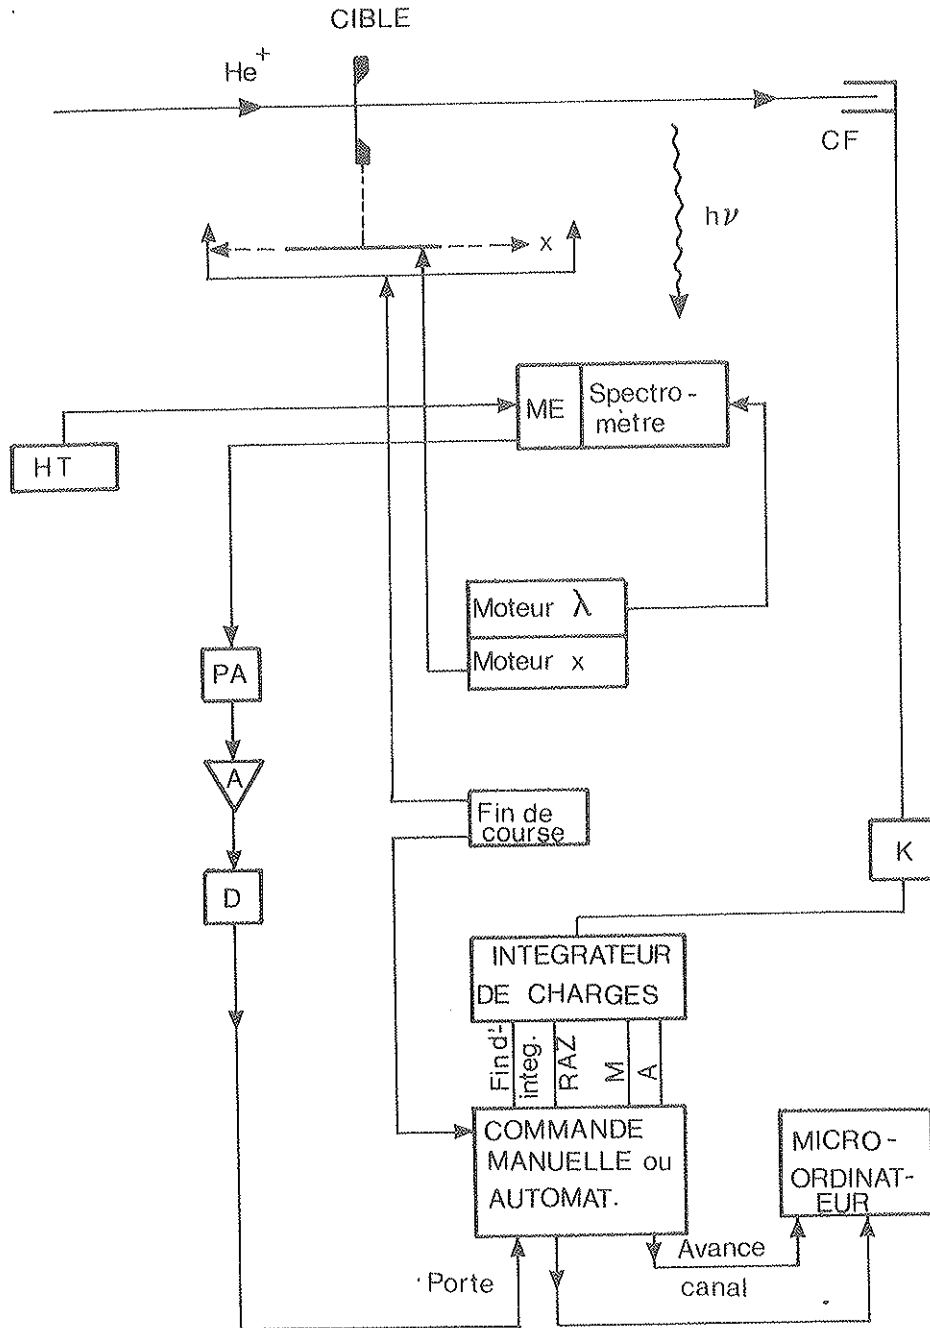 CIBLE
He+
CF
hν
x
ME
Spectro-
mètre
HT
Moteur λ
Moteur x
PA
A
Fin de
course
K
D
INTEGRATEUR
DE CHARGES
Find'-
integ.
RAZ
M
A
COMMANDE
MANUELLE ou
AUTOMAT.
MICRO-
ORDINAT-
EUR
Avance
canal
Porte